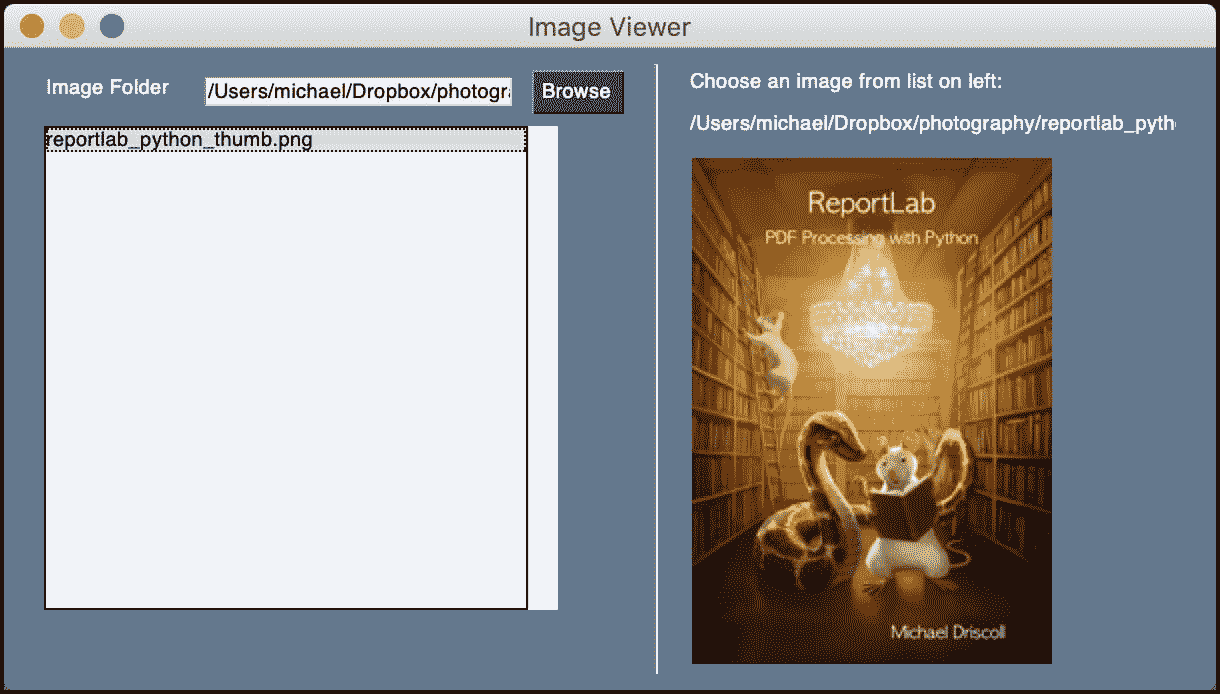 Image Viewer
Image Folder
/Users/michael/Dropbox/photogra
Browse
reportlab_python_thumb.png
Choose an image from list on left:
/Users/michael/Dropbox/photography/reportlab_pyth
ReportLab
PDF Processing with Python
Michael Driscoll